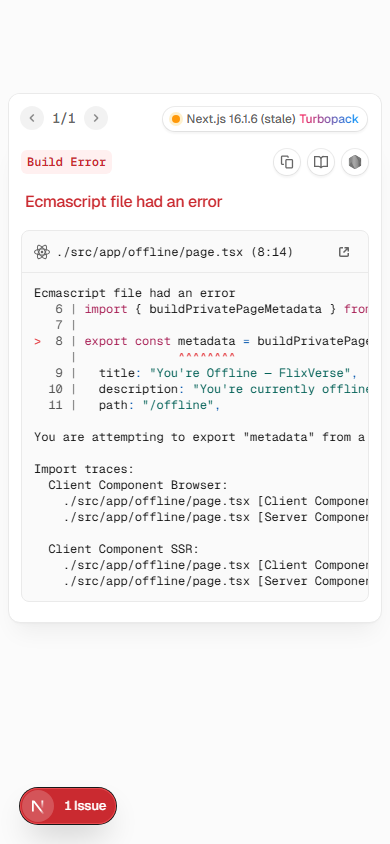 1/1
Next.js 16.1.6 (stale) Turbopack
Build Error
Ecmascript file had an error
./src/app/offline/page.tsx (8:14)
Ecmascript file had an error
6 | import { buildPrivatePageMetadata } from
7 |
> 8 | export const metadata = buildPrivatePage
| ^^^^^^^^
9 | title: "You're Offline — FlixVerse",
10 | description: "You're currently offline
11 | path: "/offline",
You are attempting to export "metadata" from a
Import traces:
Client Component Browser:
./src/app/offline/page.tsx [Client Componen
./src/app/offline/page.tsx [Server Componen
Client Component SSR:
./src/app/offline/page.tsx [Client Componen
./src/app/offline/page.tsx [Server Componen
N 1 Issue